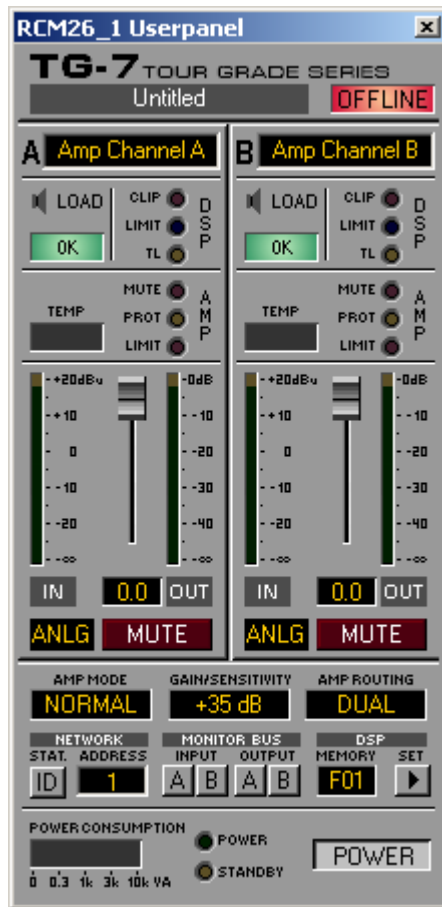 RCM26_1 Userpanel
TG-7 TOUR GRADE SERIES
Untitled OFFLINE
A Amp Channel A B Amp Channel B
LOAD CLIP LIMIT TL DSP LOAD CLIP LIMIT TL DSP
OK OK
TEMP MUTE PROT LIMIT AMP TEMP MUTE PROT LIMIT AMP
-+20dBu -0dB -+20dBu -0dB
-+10 --10 -+10 --10
- 0 --20 - 0 --20
--10 --30 --10 --30
--20 --40 --20 --40
--∞ --∞ --∞ --∞
IN 0.0 OUT IN 0.0 OUT
ANLG MUTE ANLG MUTE
AMP MODE GAIN/SENSITIVITY AMP ROUTING
NORMAL +35 dB DUAL
NETWORK MONITOR BUS DSP
STAT. ADDRESS INPUT OUTPUT MEMORY SET
ID 1 A B A B F01
POWER CONSUMPTION
POWER
STANDBY
POWER
0 0.3 1k 3k 10k VA